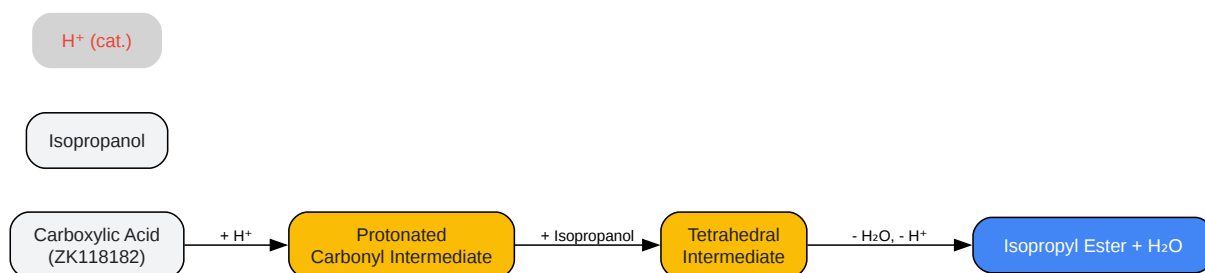 H⁺ (cat.)
Isopropanol
Carboxylic Acid
(ZK118182)
+ H⁺
Protonated
Carbonyl Intermediate
+ Isopropanol
Tetrahedral
Intermediate
- H₂O, - H⁺
Isopropyl Ester + H₂O